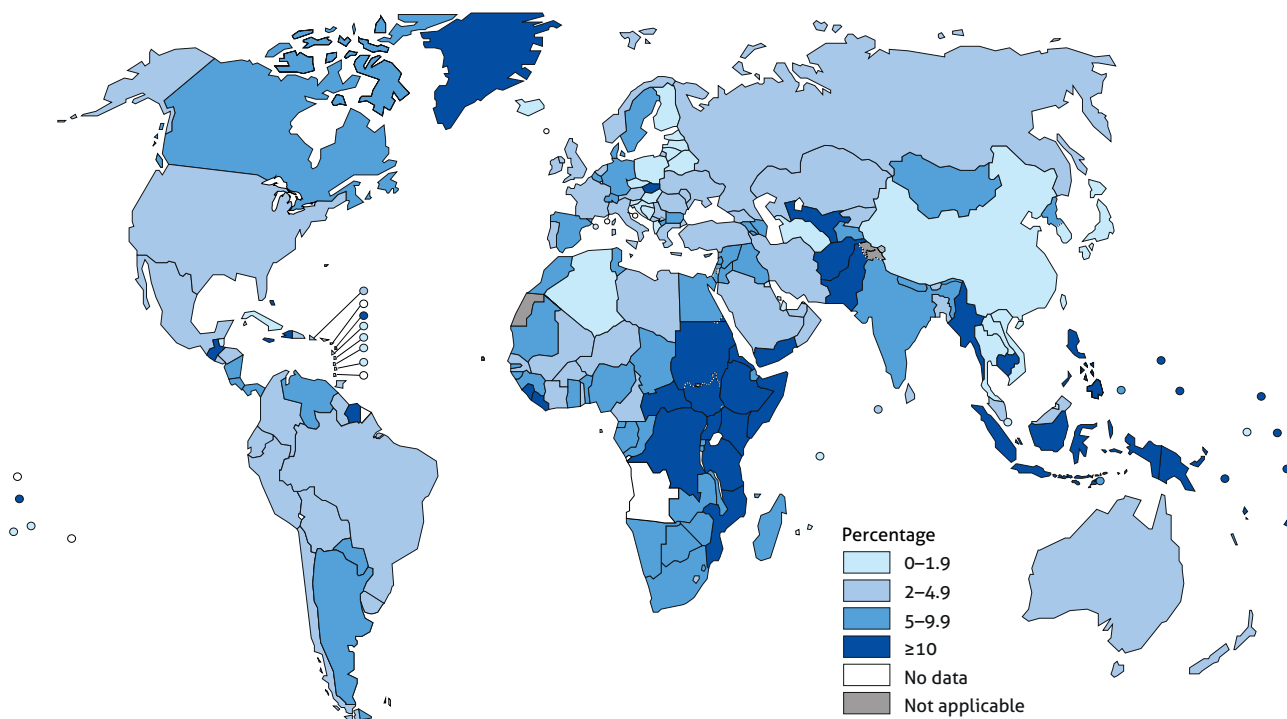 Percentage
0–1.9
2–4.9
5–9.9
≥10
No data
Not applicable